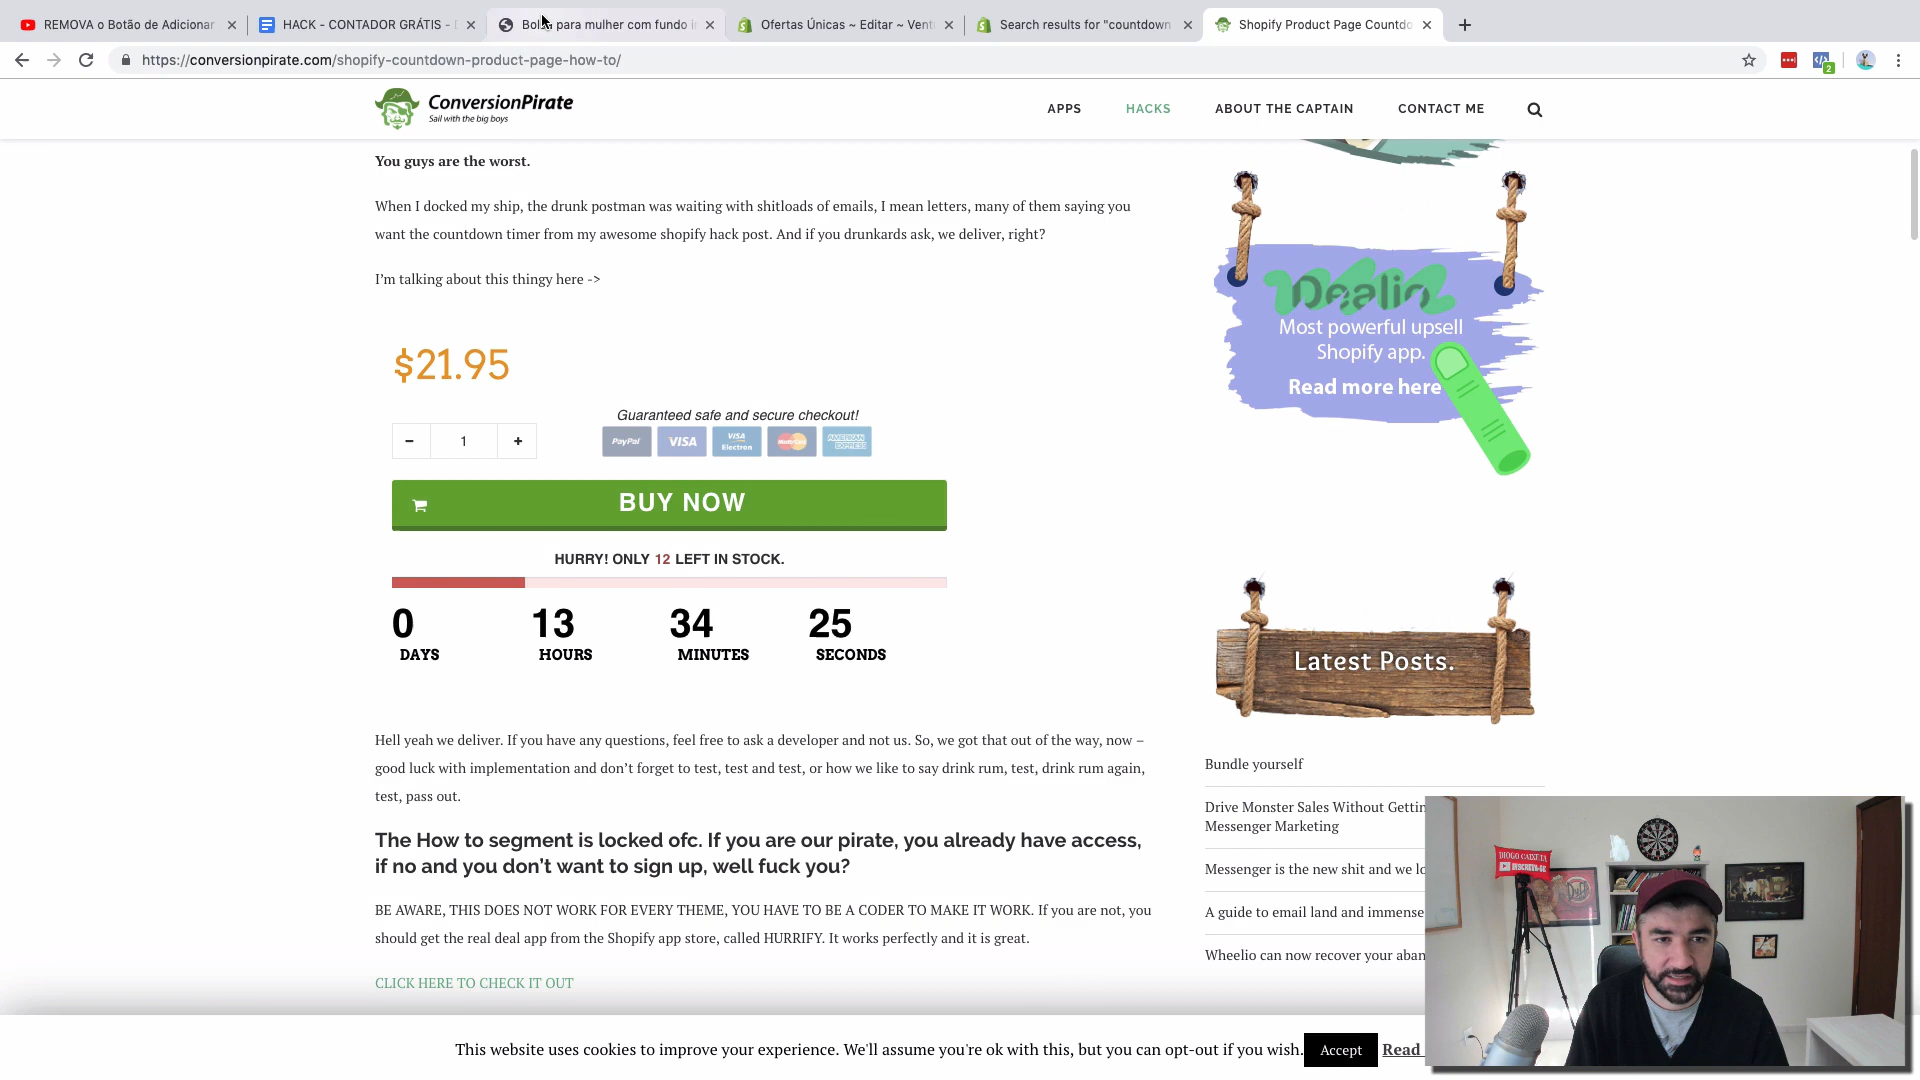 REMOVA o Botão de Adicionar
HACK - CONTADOR GRÁTIS -
para mulher com fundo
Ofertas Únicas ~ Editar ~ Vent
Search results for "countdown
Shopify Product Page Countdo
https://conversionpirate.com/shopify-countdown-product-page-how-to/
2
ConversionPirate
Sail with the big boys
APPS
HACKS
ABOUT THE CAPTAIN
CONTACT ME
You guys are the worst.
When I docked my ship, the drunk postman was waiting with shitloads of emails, I mean letters, many of them saying you
want the countdown timer from my awesome shopify hack post. And if you drunkards ask, we deliver, right?
I'm talking about this thingy here ->
$21.95
Guaranteed safe and secure checkout!
- 1 +
PayPal VISA VISA Electron MasterCard AMERICAN EXPRESS
BUY NOW
HURRY! ONLY 12 LEFT IN STOCK.
0 13 34 25
DAYS HOURS MINUTES SECONDS
Hell yeah we deliver. If you have any questions, feel free to ask a developer and not us. So, we got that out of the way, now –
good luck with implementation and don't forget to test, test and test, or how we like to say drink rum, test, drink rum again,
test, pass out.
The How to segment is locked ofc. If you are our pirate, you already have access,
if no and you don't want to sign up, well fuck you?
BE AWARE, THIS DOES NOT WORK FOR EVERY THEME, YOU HAVE TO BE A CODER TO MAKE IT WORK. If you are not, you
should get the real deal app from the Shopify app store, called HURRIFY. It works perfectly and it is great.
CLICK HERE TO CHECK IT OUT
Dealio
Most powerful upsell
Shopify app.
Read more here
Latest Posts.
Bundle yourself
Drive Monster Sales Without Gettin
Messenger Marketing
Messenger is the new shit and we lo
A guide to email land and immense
Wheelio can now recover your aban
DIOGO CAIXETA
INSCREVA-SE
This website uses cookies to improve your experience. We'll assume you're ok with this, but you can opt-out if you wish.
Accept
Read